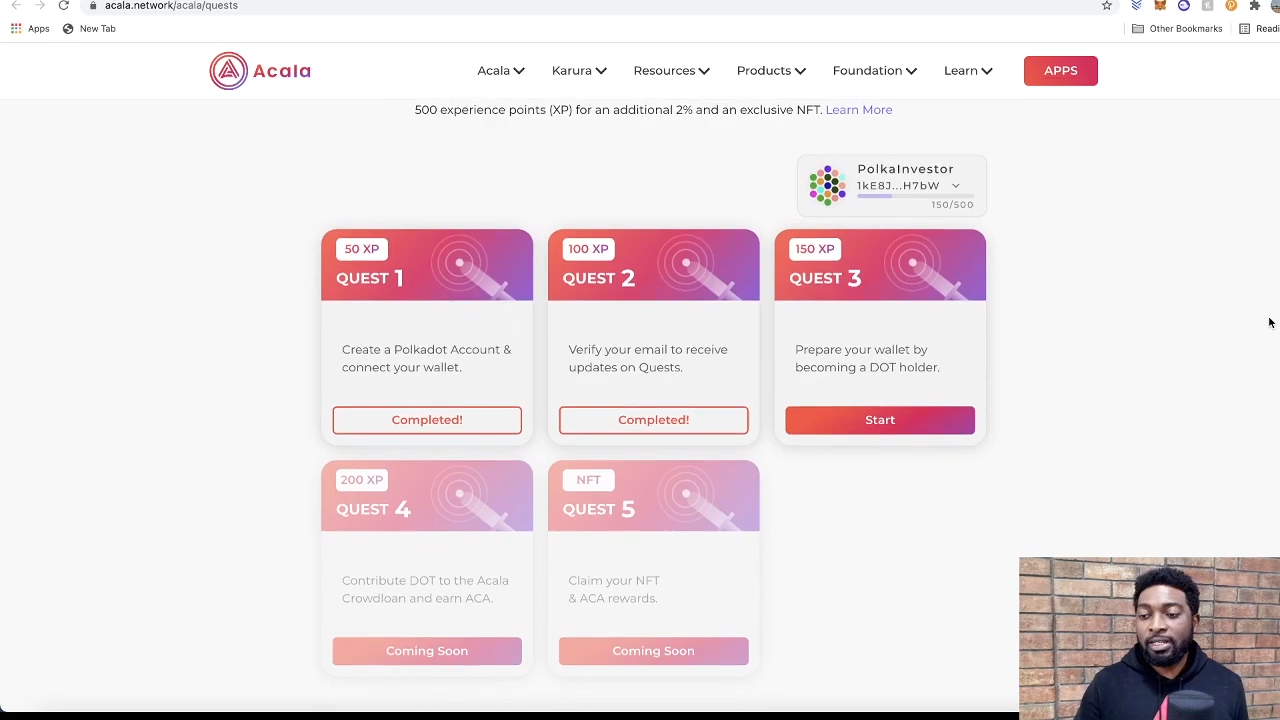 acala.network/acala/quests
Apps
New Tab
Other Bookmarks
Readi
Acala
Acala
Karura
Resources
Products
Foundation
Learn
APPS
500 experience points (XP) for an additional 2% and an exclusive NFT. Learn More
PolkaInvestor
1kE8J...H7bW
150/500
50 XP
QUEST 1
Create a Polkadot Account &
connect your wallet.
Completed!
100 XP
QUEST 2
Verify your email to receive
updates on Quests.
Completed!
150 XP
QUEST 3
Prepare your wallet by
becoming a DOT holder.
Start
200 XP
QUEST 4
Contribute DOT to the Acala
Crowdloan and earn ACA.
Coming Soon
NFT
QUEST 5
Claim your NFT
& ACA rewards.
Coming Soon